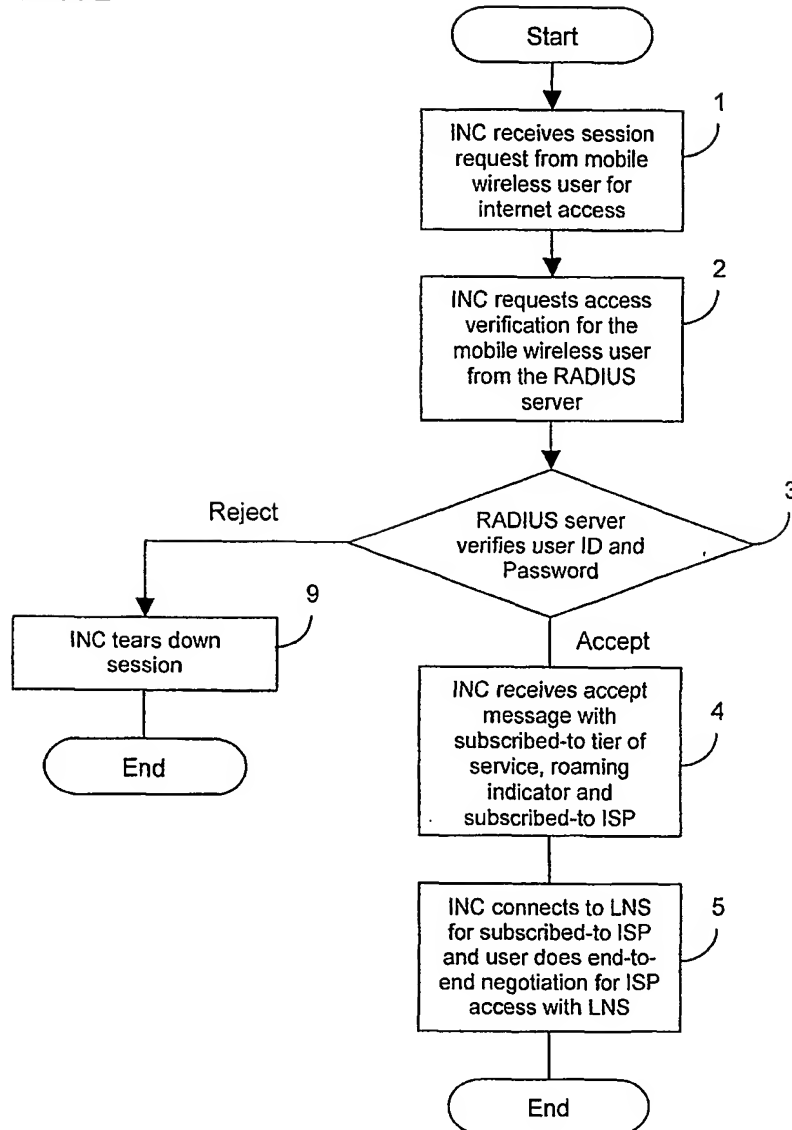 Start
1
INC receives session
request from mobile
wireless user for
internet access
2
INC requests access
verification for the
mobile wireless user
from the RADIUS
server
3
RADIUS server
verifies user ID and
Password
Reject
9
INC tears down
session
End
Accept
4
INC receives accept
message with
subscribed-to tier of
service, roaming
indicator and
subscribed-to ISP
5
INC connects to LNS
for subscribed-to ISP
and user does end-to-
end negotiation for ISP
access with LNS
End